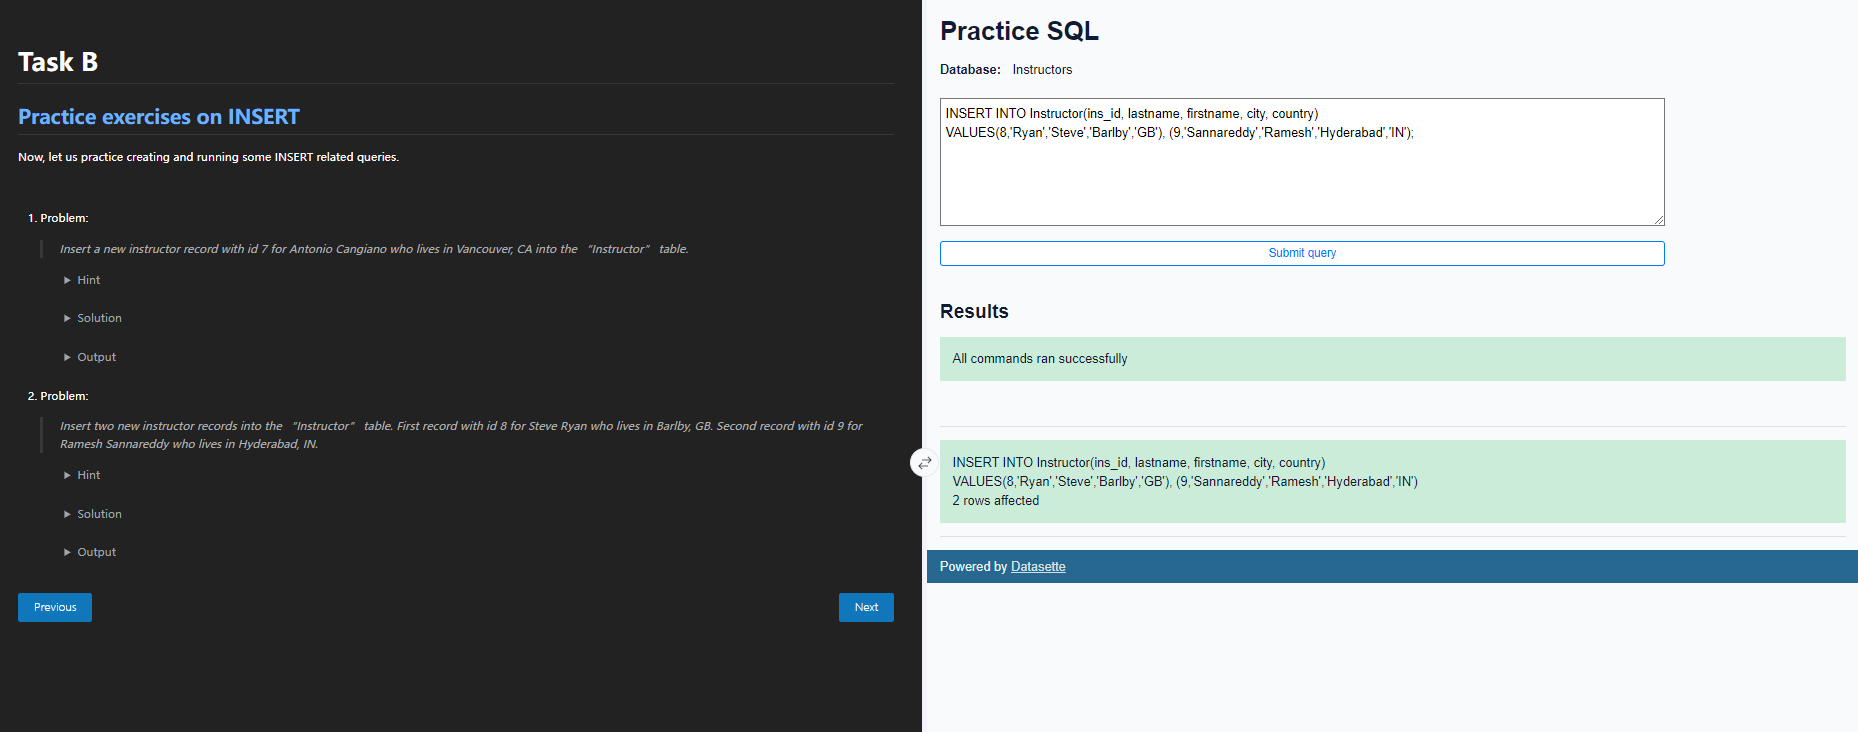 Task B
Practice exercises on INSERT
Now, let us practice creating and running some INSERT related queries.
1. Problem:
Insert a new instructor record with id 7 for Antonio Cangiano who lives in Vancouver, CA into the “Instructor” table.
Hint
Solution
Output
2. Problem:
Insert two new instructor records into the “Instructor” table. First record with id 8 for Steve Ryan who lives in Barlby, GB. Second record with id 9 for
Ramesh Sannareddy who lives in Hyderabad, IN.
Hint
Solution
Output
Previous
Next
Practice SQL
Database: Instructors
INSERT INTO Instructor(ins_id, lastname, firstname, city, country)
VALUES(8,'Ryan','Steve','Barlby','GB'), (9,'Sannareddy','Ramesh','Hyderabad','IN');
Submit query
Results
All commands ran successfully
INSERT INTO Instructor(ins_id, lastname, firstname, city, country)
VALUES(8,'Ryan','Steve','Barlby','GB'), (9,'Sannareddy','Ramesh','Hyderabad','IN')
2 rows affected
Powered by Datasette